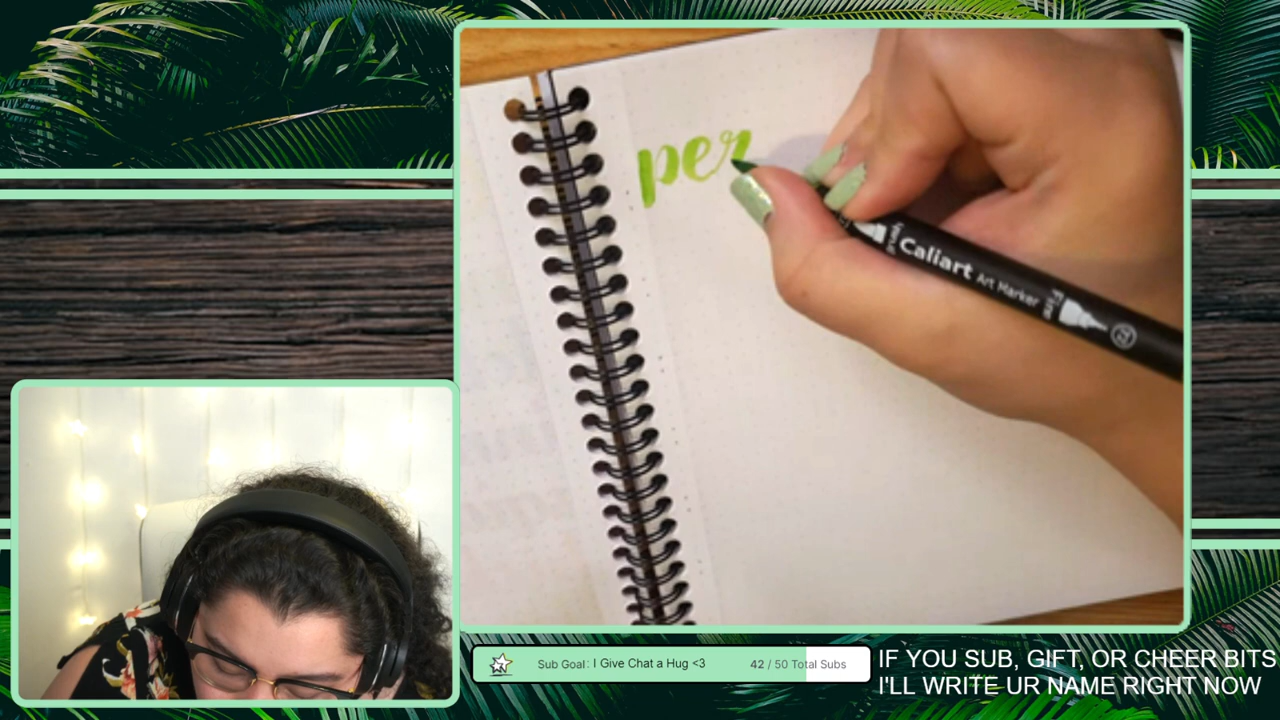 per
Caliart Art Marker Fine
Sub Goal: I Give Chat a Hug <3 42 / 50 Total Subs
IF YOU SUB, GIFT, OR CHEER BITS
I'LL WRITE UR NAME RIGHT NOW